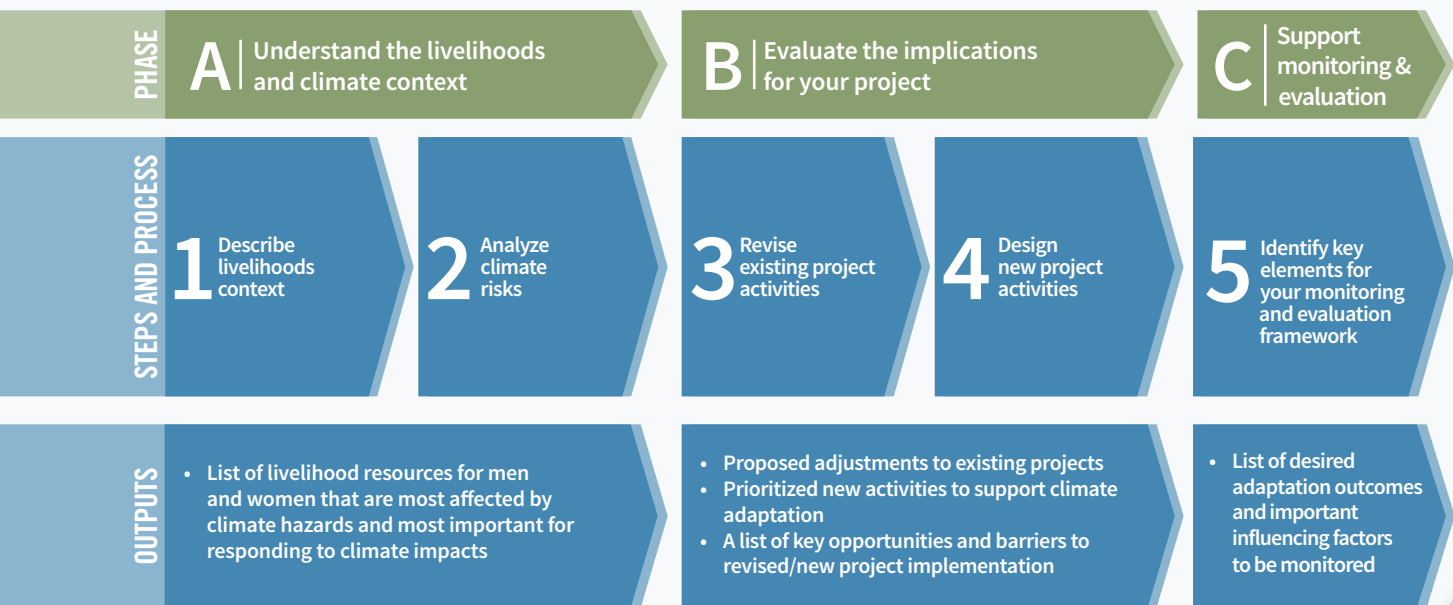 PHASE
A
Understand the livelihoods
and climate context
B
Evaluate the implications
for your project
C
Support
monitoring &
evaluation
STEPS AND PROCESS
1
Describe
livelihoods
context
2
Analyze
climate
risks
3
Revise
existing project
activities
4
Design
new project
activities
5
Identify key
elements for
your monitoring
and evaluation
framework
OUTPUTS
• List of livelihood resources for men
and women that are most affected by
climate hazards and most important for
responding to climate impacts
• Proposed adjustments to existing projects
• Prioritized new activities to support climate
adaptation
• A list of key opportunities and barriers to
revised/new project implementation
• List of desired
adaptation outcomes
and important
influencing factors
to be monitored